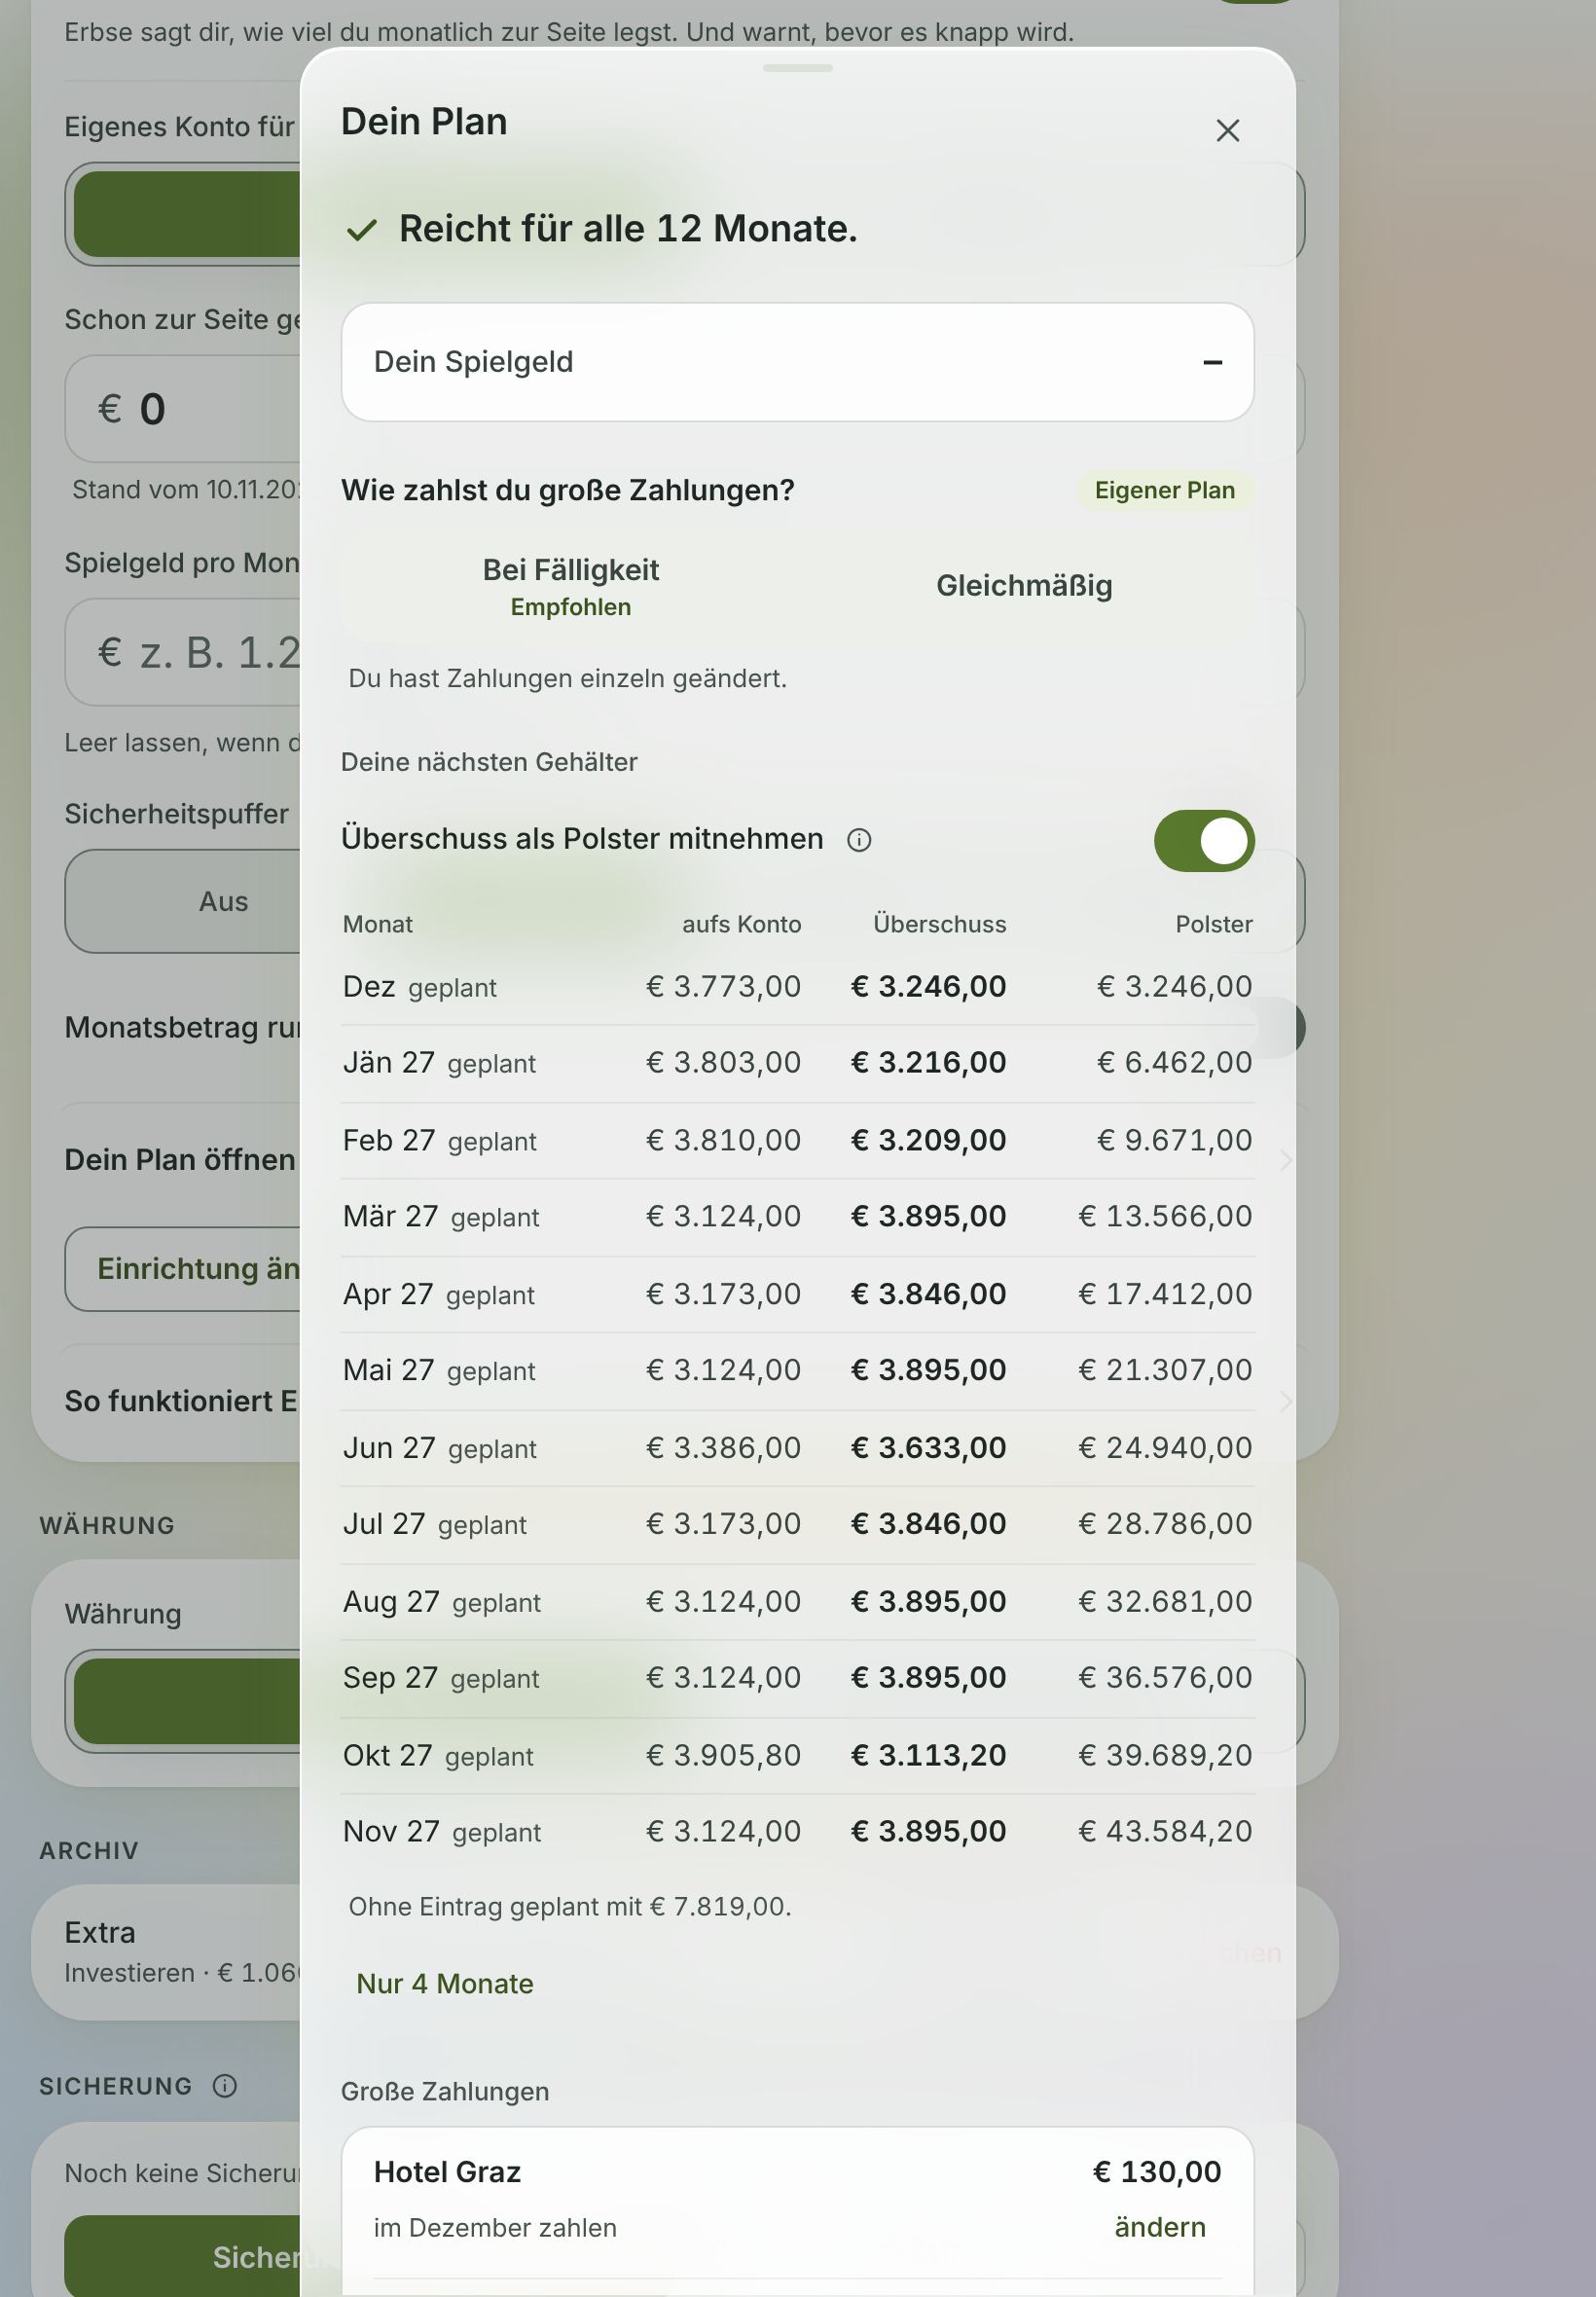 Erbse sagt dir, wie viel du monatlich zur Seite legst. Und warnt, bevor es knapp wird.
Dein Plan
Eigenes Konto für
Reicht für alle 12 Monate.
Schon zur Seite ge
€ 0
Stand vom 10.11.20
Dein Spielgeld –
Wie zahlst du große Zahlungen? Eigener Plan
Spielgeld pro Mon
€ z. B. 1.2
Bei Fälligkeit
Empfohlen
Gleichmäßig
Du hast Zahlungen einzeln geändert.
Leer lassen, wenn d
Deine nächsten Gehälter
Sicherheitspuffer
Aus
Überschuss als Polster mitnehmen
Monat aufs Konto Überschuss Polster
Dez geplant € 3.773,00 € 3.246,00 € 3.246,00
Jän 27 geplant € 3.803,00 € 3.216,00 € 6.462,00
Feb 27 geplant € 3.810,00 € 3.209,00 € 9.671,00
Mär 27 geplant € 3.124,00 € 3.895,00 € 13.566,00
Apr 27 geplant € 3.173,00 € 3.846,00 € 17.412,00
Mai 27 geplant € 3.124,00 € 3.895,00 € 21.307,00
Jun 27 geplant € 3.386,00 € 3.633,00 € 24.940,00
Jul 27 geplant € 3.173,00 € 3.846,00 € 28.786,00
Aug 27 geplant € 3.124,00 € 3.895,00 € 32.681,00
Sep 27 geplant € 3.124,00 € 3.895,00 € 36.576,00
Okt 27 geplant € 3.905,80 € 3.113,20 € 39.689,20
Nov 27 geplant € 3.124,00 € 3.895,00 € 43.584,20
Ohne Eintrag geplant mit € 7.819,00.
Nur 4 Monate
Monatsbetrag ru
Dein Plan öffnen
Einrichtung än
So funktioniert E
WÄHRUNG
Währung
ARCHIV
Extra
Investieren · € 1.06
chen
SICHERUNG
Noch keine Sicheru
Sicher
Große Zahlungen
Hotel Graz € 130,00
im Dezember zahlen ändern